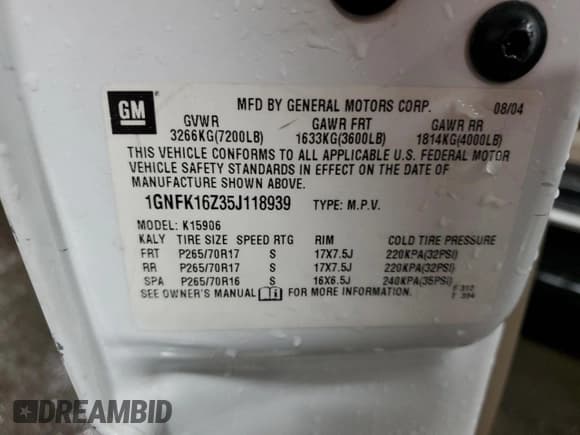 GM
MFD BY GENERAL MOTORS CORP. 08/04
GVWR GAWR FRT GAWR RR
3266KG(7200LB) 1633KG(3600LB) 1814KG(4000LB)
THIS VEHICLE CONFORMS TO ALL APPLICABLE U.S. FEDERAL MOTOR
VEHICLE SAFETY STANDARDS IN EFFECT ON THE DATE OF
MANUFACTURE SHOWN ABOVE.
1GNFK16Z35J118939 TYPE: M.P.V.
MODEL: K15906
KALY TIRE SIZE SPEED RTG RIM COLD TIRE PRESSURE
FRT P265/70R17 S 17X7.5J 220KPA(32PSI)
RR P265/70R17 S 17X7.5J 220KPA(32PSI)
SPA P265/70R16 S 16X6.5J 240KPA(35PSI)
SEE OWNER'S MANUAL FOR MORE INFORMATION.
DREAMBID